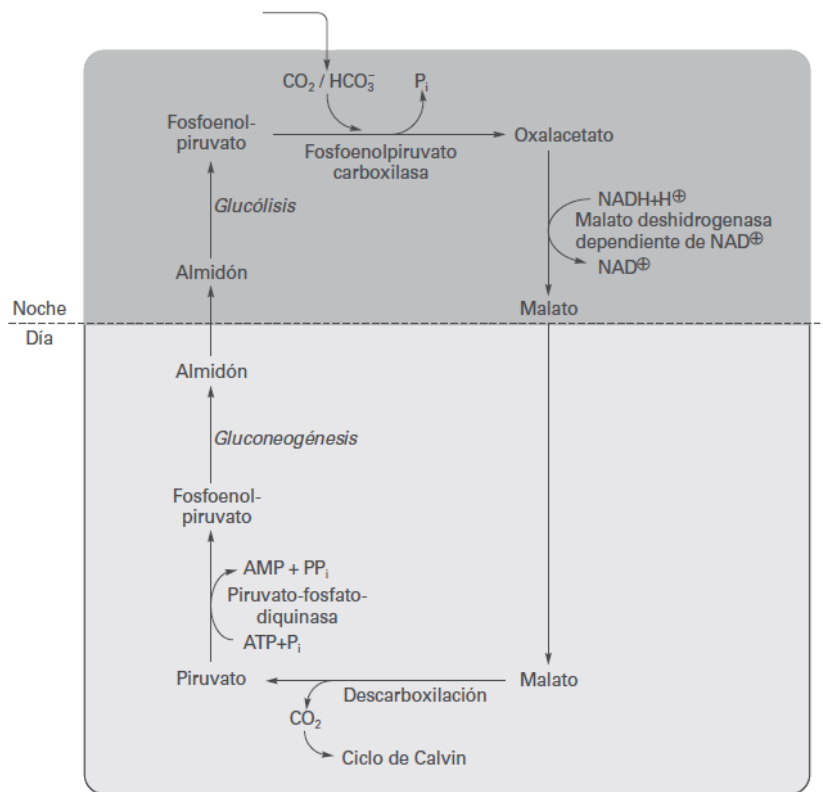 CO₂ / HCO₃⁻
Pᵢ
Fosfoenol-
piruvato
Oxalacetato
Fosfoenolpiruvato
carboxilasa
Glucólisis
NADH+H⊕
Malato deshidrogenasa
dependiente de NAD⊕
NAD⊕
Almidón
Malato
Noche
Día
Almidón
Gluconeogénesis
Fosfoenol-
piruvato
AMP + PPᵢ
Piruvato-fosfato-
diquinasa
ATP+Pᵢ
Piruvato
Malato
Descarboxilación
CO₂
Ciclo de Calvin